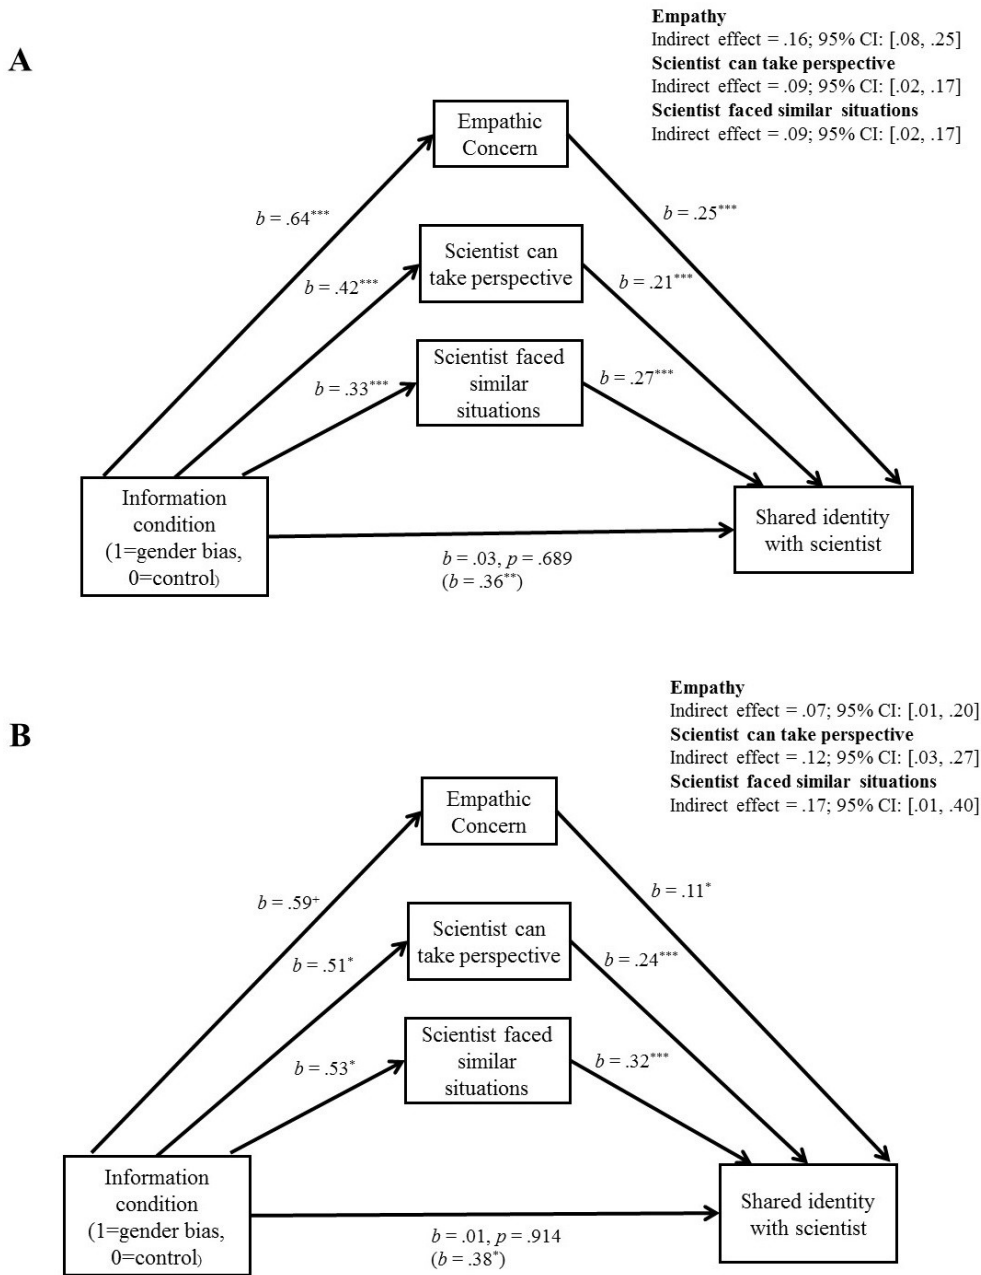 A
Empathy
Indirect effect = .16; 95% CI: [.08, .25]
Scientist can take perspective
Indirect effect = .09; 95% CI: [.02, .17]
Scientist faced similar situations
Indirect effect = .09; 95% CI: [.02, .17]
Empathic
Concern
b = .64***
b = .25***
Scientist can
take perspective
b = .42***
b = .21***
Scientist faced
similar
situations
b = .33***
b = .27***
Information
condition
(1=gender bias,
0=control)
Shared identity
with scientist
b = .03, p = .689
(b = .36**)
B
Empathy
Indirect effect = .07; 95% CI: [.01, .20]
Scientist can take perspective
Indirect effect = .12; 95% CI: [.03, .27]
Scientist faced similar situations
Indirect effect = .17; 95% CI: [.01, .40]
Empathic
Concern
b = .59+
b = .11*
Scientist can
take perspective
b = .51*
b = .24***
Scientist faced
similar
situations
b = .53*
b = .32***
Information
condition
(1=gender bias,
0=control)
Shared identity
with scientist
b = .01, p = .914
(b = .38*)